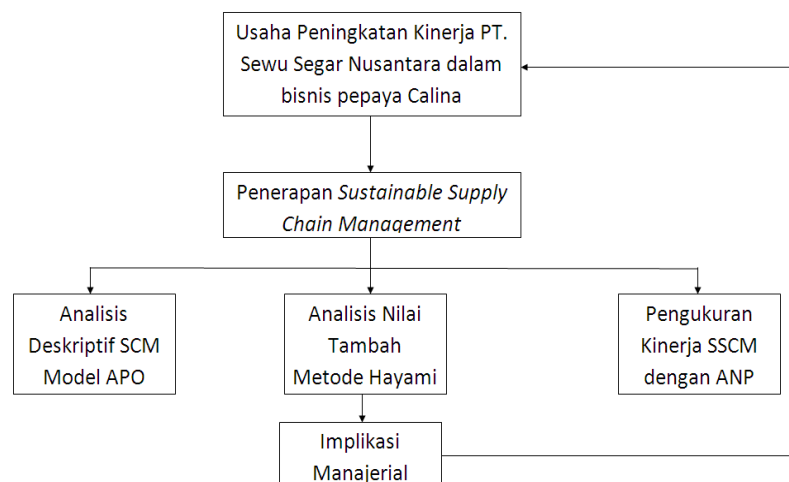 Usaha Peningkatan Kinerja PT.
Sewu Segar Nusantara dalam
bisnis pepaya Calina
Penerapan Sustainable Supply
Chain Management
Analisis
Deskriptif SCM
Model APO
Analisis Nilai
Tambah
Metode Hayami
Pengukuran
Kinerja SSCM
dengan ANP
Implikasi
Manajerial